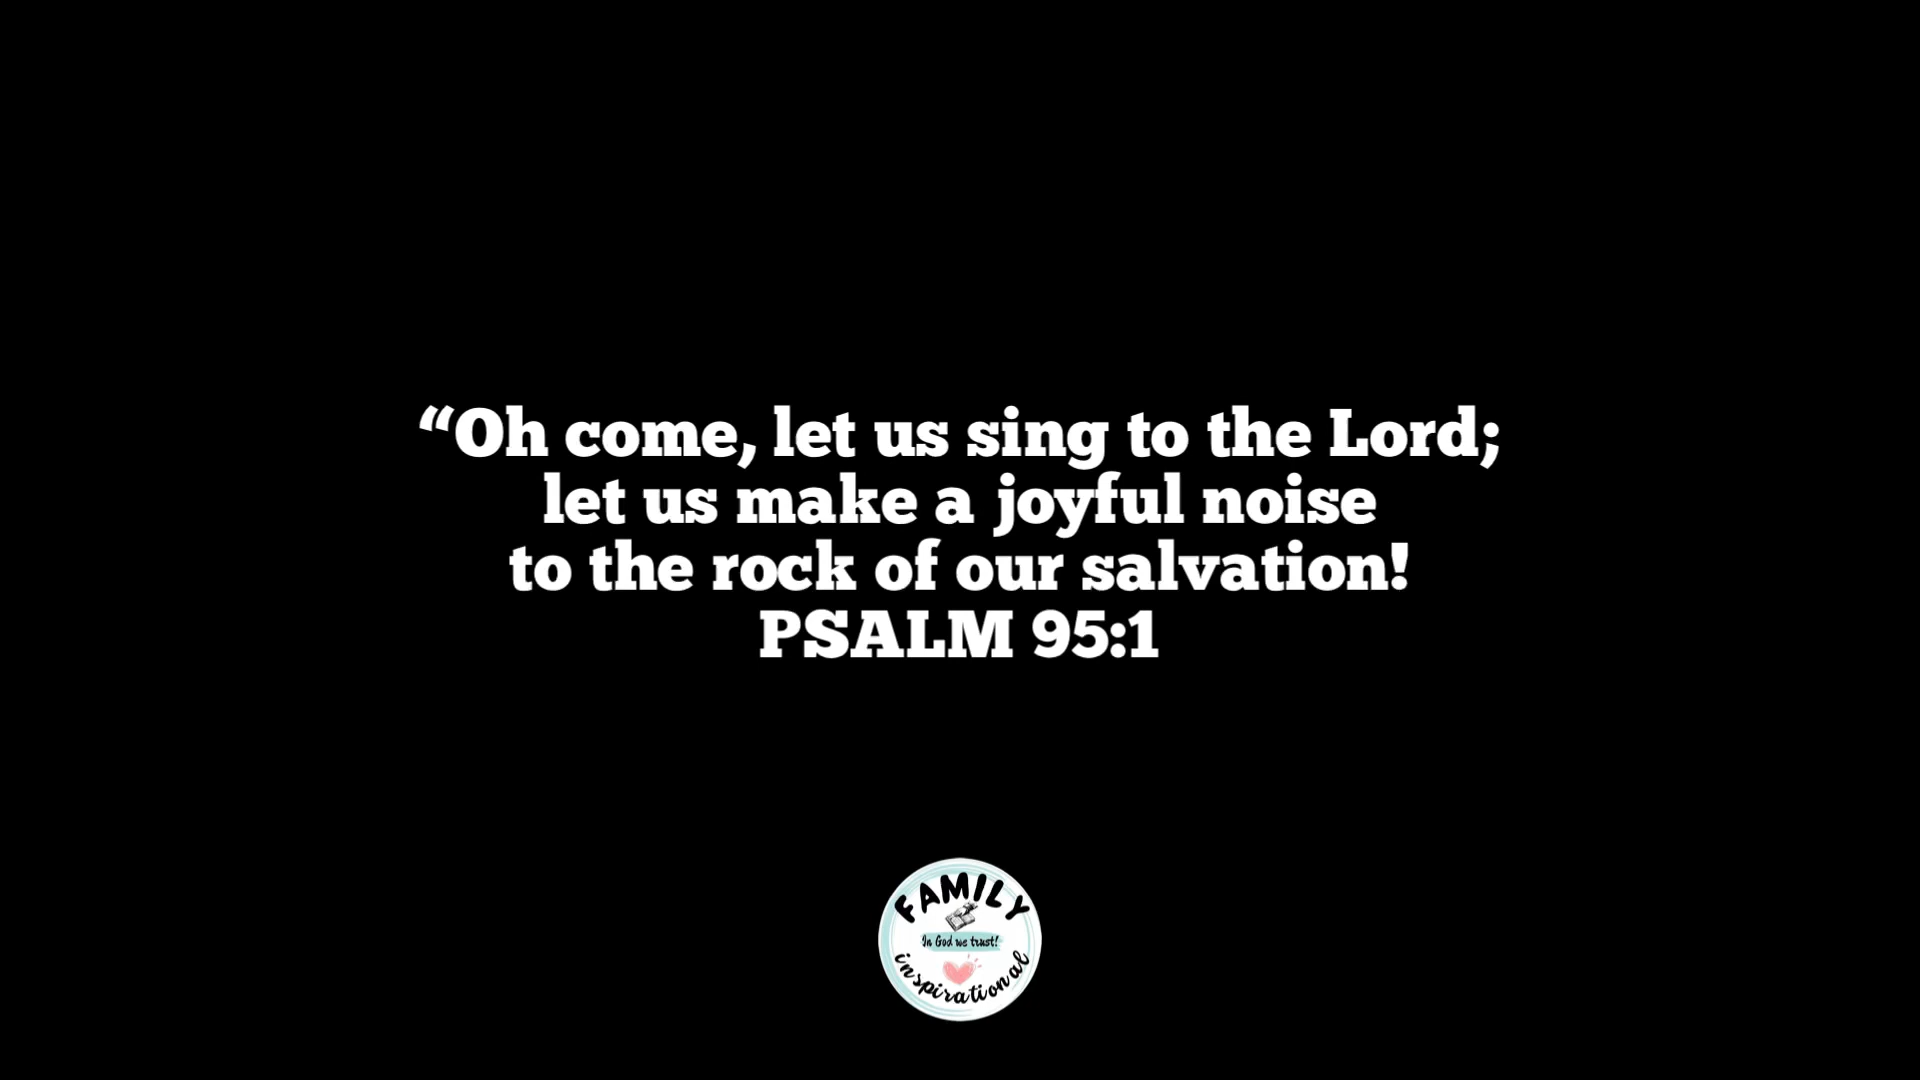 “Oh come, let us sing to the Lord;
let us make a joyful noise
to the rock of our salvation!
PSALM 95:1
FAMILY
In God we trust!
inspirational